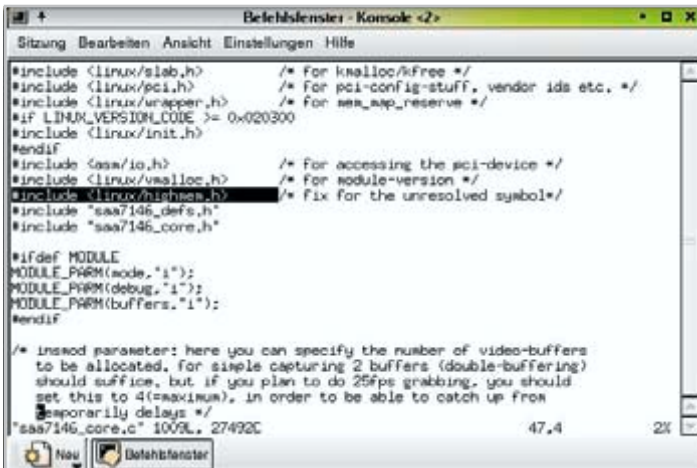 Befehlsfenster - Konsole <2>
Sitzung Bearbeiten Ansicht Einstellungen Hilfe
#include <linux/slab.h> /* for kmalloc/kfree */
#include <linux/pci.h> /* for pci-config-stuff, vendor ids etc. */
#include <linux/wrapper.h> /* for mem_map_reserve */
#if LINUX_VERSION_CODE >= 0x020300
#include <linux/init.h>
#endif
#include <asm/io.h> /* for accessing the pci-device */
#include <linux/vmalloc.h> /* for module-version */
#include <linux/highmem.h> /* fix for the unresolved symbol*/
#include "saa7146_defs.h"
#include "saa7146_core.h"
#ifdef MODULE
MODULE_PARM(mode,"i");
MODULE_PARM(debug,"i");
MODULE_PARM(buffers,"i");
#endif
/* insmod parameter: here you can specify the number of video-buffers
to be allocated. for simple capturing 2 buffers (double-buffering)
should suffice, but if you plan to do 25fps grabbing, you should
set this to 4(=maximum), in order to be able to catch up from
temporarily delays */
"saa7146_core.c" 1009L, 27492C 47,4 2%
Neu Befehlsfenster